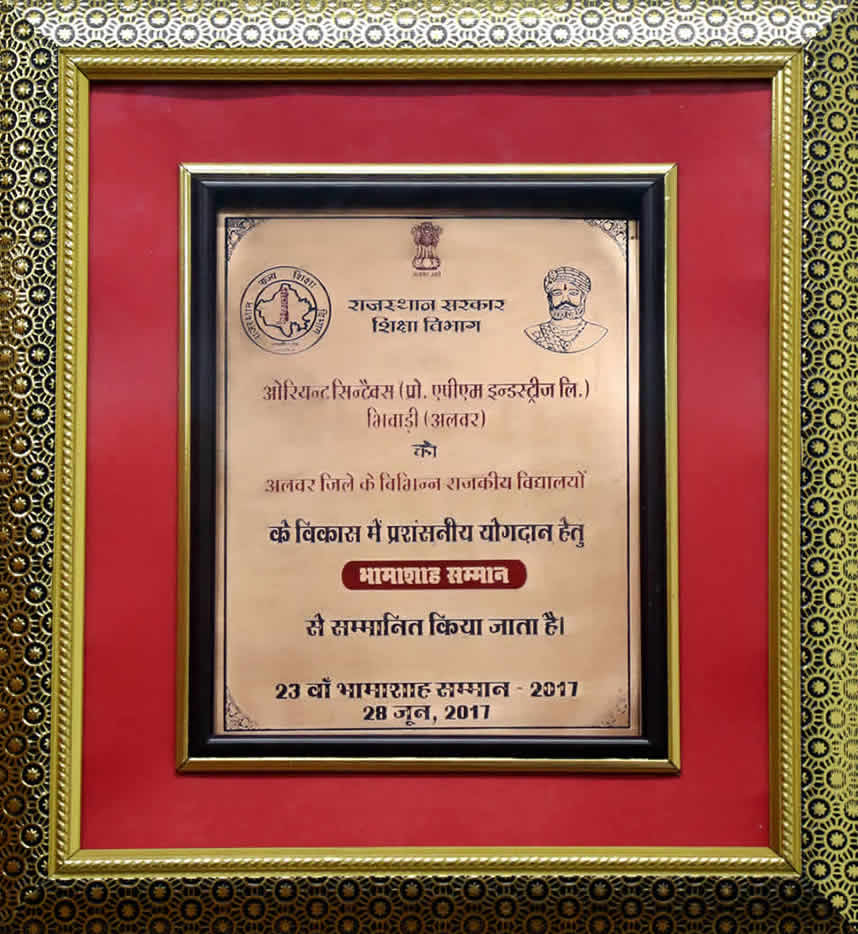 राजस्थान राज्य शिक्षा विभाग
राजस्थान सरकार
शिक्षा विभाग
ओरियन्ट सिन्टैक्स (प्रो. एपीएम इन्डस्ट्रीज लि.)
भिवाड़ी (अलवर)
को
अलवर जिले के विभिन्न राजकीय विद्यालयों
के विकास में प्रशंसनीय योगदान हेतु
भामाशाह सम्मान
से सम्मानित किया जाता है।
23 वाँ भामाशाह सम्मान - 2017
28 जून, 2017